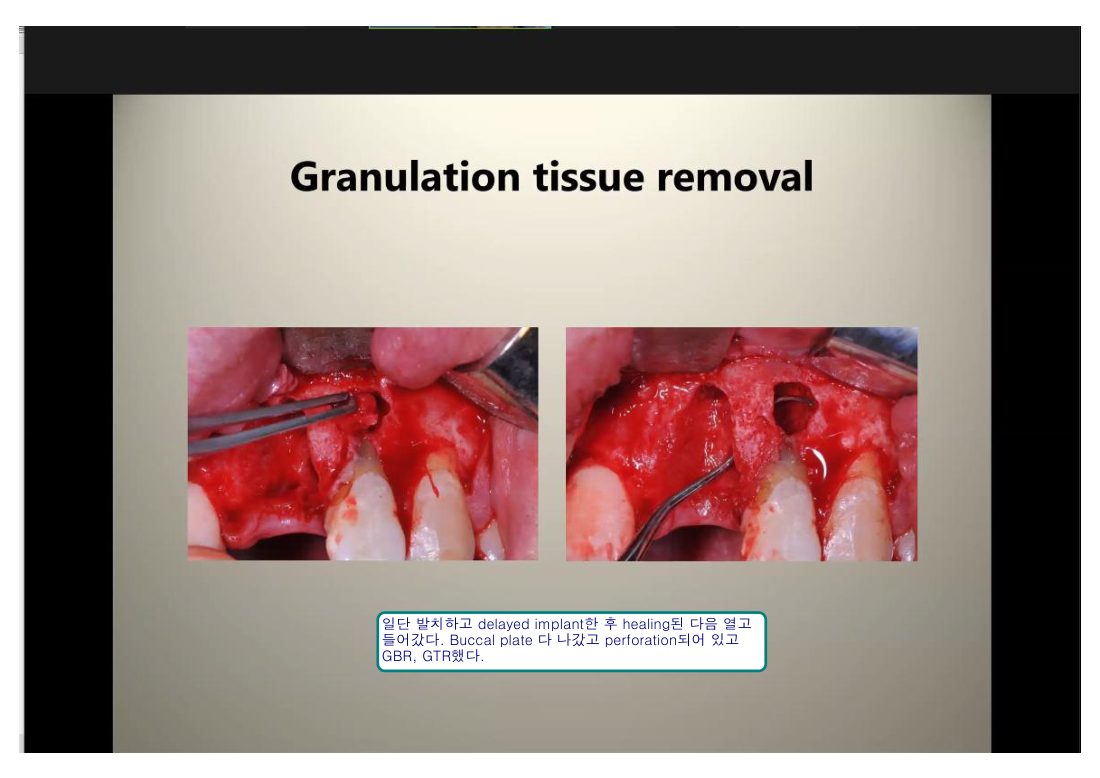 Granulation tissue removal
일단 발치하고 delayed implant한 후 healing된 다음 열고
들어갔다. Buccal plate 다 나갔고 perforation되어 있고
GBR, GTR했다.